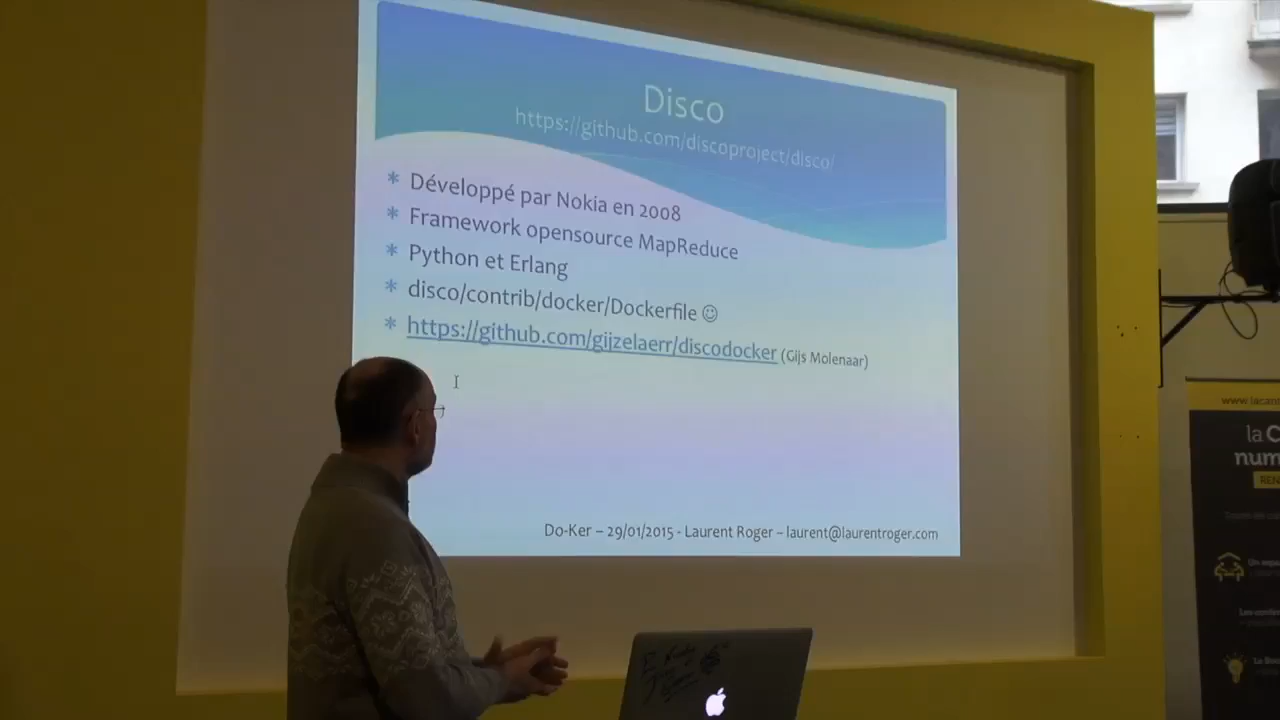 Disco
https://github.com/discoproject/disco/
* Développé par Nokia en 2008
* Framework opensource MapReduce
* Python et Erlang
* disco/contrib/docker/Dockerfile ☺
* https://github.com/gijzelaerr/discodocker (Gijs Molenaar)
Do-Ker – 29/01/2015 - Laurent Roger – laurent@laurentroger.com
la